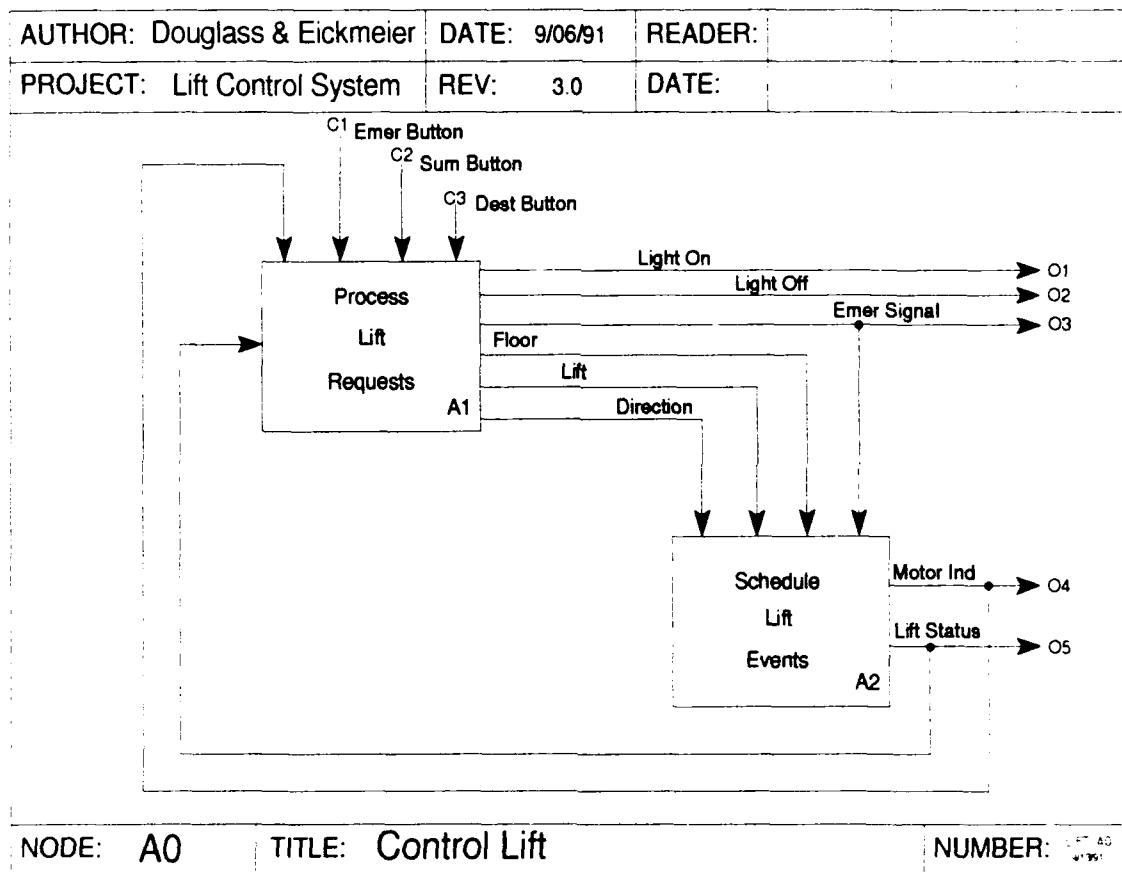 AUTHOR: Douglass & Eickmeier DATE: 9/06/91 READER:
PROJECT: Lift Control System REV: 3.0 DATE:
C1 Emer Button
C2 Sum Button
C3 Dest Button
Light On
O1
Light Off
O2
Emer Signal
O3
Process
Lift
Requests
A1
Floor
Lift
Direction
Schedule
Lift
Events
A2
Motor Ind
O4
Lift Status
O5
NODE: A0 TITLE: Control Lift NUMBER: